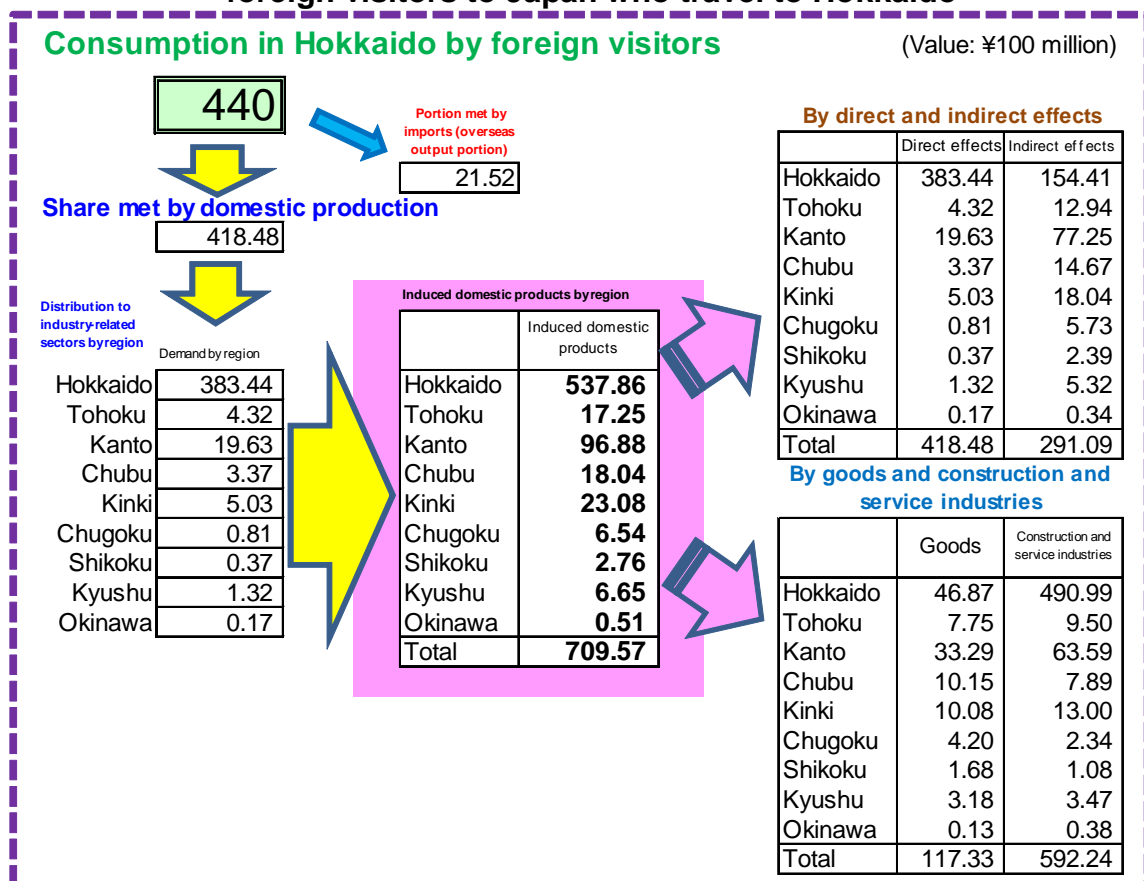 foreign visitors to Japan who travel to Hokkaido
Consumption in Hokkaido by foreign visitors
(Value: ¥100 million)
440
Portion met by
imports (overseas
output portion)
21.52
Share met by domestic production
418.48
Distribution to
industry-related
sectors by region
Demand by region
Hokkaido 383.44
Tohoku 4.32
Kanto 19.63
Chubu 3.37
Kinki 5.03
Chugoku 0.81
Shikoku 0.37
Kyushu 1.32
Okinawa 0.17
Induced domestic products by region
Induced domestic
products
Hokkaido 537.86
Tohoku 17.25
Kanto 96.88
Chubu 18.04
Kinki 23.08
Chugoku 6.54
Shikoku 2.76
Kyushu 6.65
Okinawa 0.51
Total 709.57
By direct and indirect effects
Direct effects Indirect effects
Hokkaido 383.44 154.41
Tohoku 4.32 12.94
Kanto 19.63 77.25
Chubu 3.37 14.67
Kinki 5.03 18.04
Chugoku 0.81 5.73
Shikoku 0.37 2.39
Kyushu 1.32 5.32
Okinawa 0.17 0.34
Total 418.48 291.09
By goods and construction and
service industries
Goods Construction and
service industries
Hokkaido 46.87 490.99
Tohoku 7.75 9.50
Kanto 33.29 63.59
Chubu 10.15 7.89
Kinki 10.08 13.00
Chugoku 4.20 2.34
Shikoku 1.68 1.08
Kyushu 3.18 3.47
Okinawa 0.13 0.38
Total 117.33 592.24